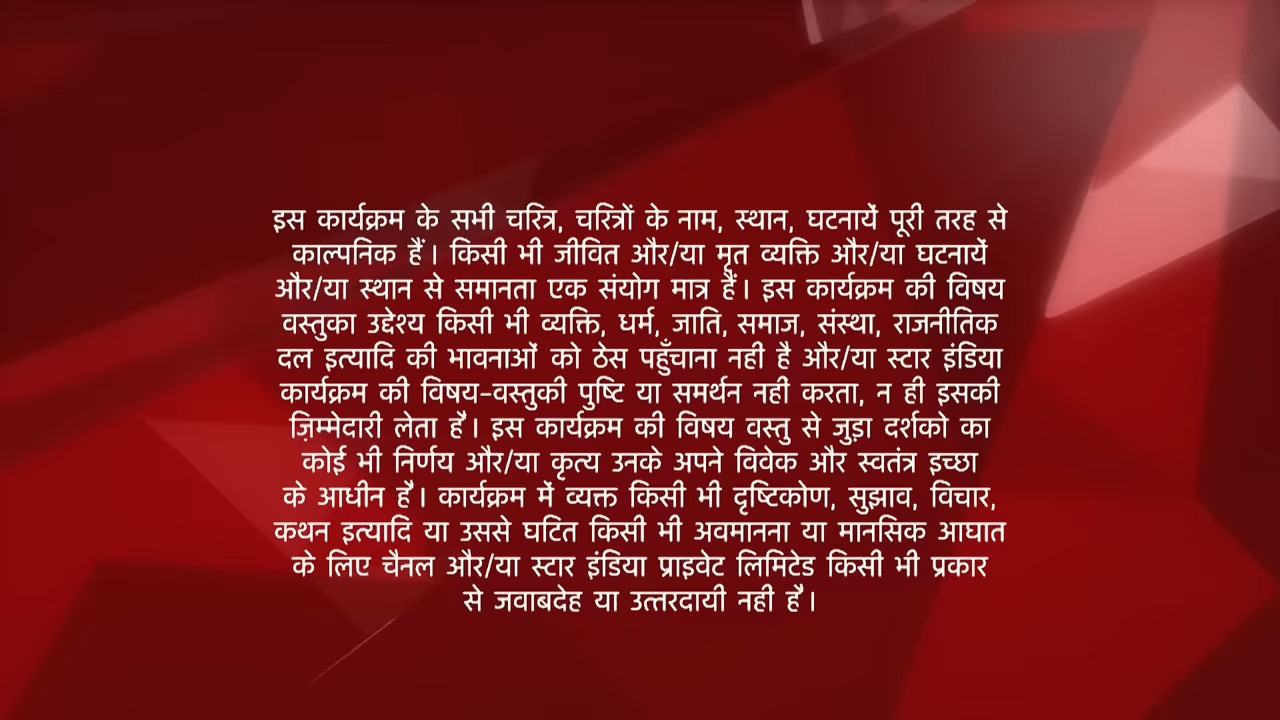 इस कार्यक्रम के सभी चरित्र, चरित्रों के नाम, स्थान, घटनायें पूरी तरह से
काल्पनिक हैं। किसी भी जीवित और/या मृत व्यक्ति और/या घटनायें
और/या स्थान से समानता एक संयोग मात्र हैं। इस कार्यक्रम की विषय
वस्तुका उद्देश्य किसी भी व्यक्ति, धर्म, जाति, समाज, संस्था, राजनीतिक
दल इत्यादि की भावनाओं को ठेस पहुँचाना नही है और/या स्टार इंडिया
कार्यक्रम की विषय-वस्तुकी पुष्टि या समर्थन नही करता, न ही इसकी
ज़िम्मेदारी लेता हैं। इस कार्यक्रम की विषय वस्तु से जुड़ा दर्शको का
कोई भी निर्णय और/या कृत्य उनके अपने विवेक और स्वतंत्र इच्छा
के आधीन हैं। कार्यक्रम में व्यक्त किसी भी दृष्टिकोण, सुझाव, विचार,
कथन इत्यादि या उससे घटित किसी भी अवमानना या मानसिक आघात
के लिए चैनल और/या स्टार इंडिया प्राइवेट लिमिटेड किसी भी प्रकार
से जवाबदेह या उत्तरदायी नही हैं।